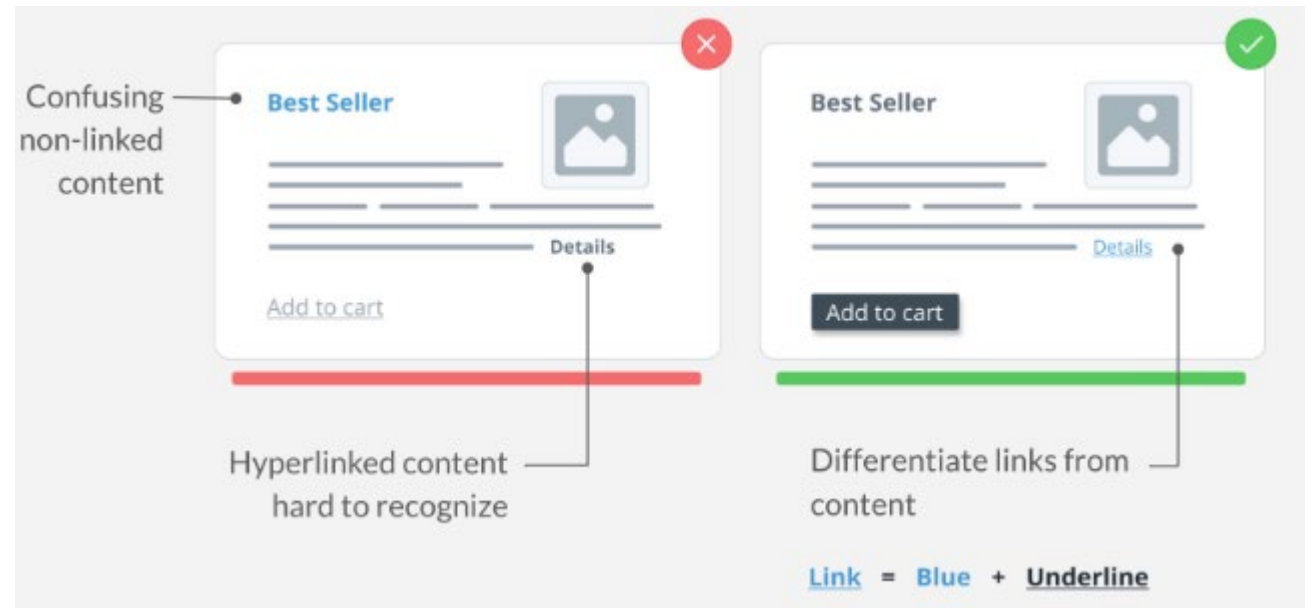 Confusing
non-linked
content
Best Seller
Details
Add to cart
Hyperlinked content
hard to recognize
Best Seller
Details
Add to cart
Differentiate links from
content
Link = Blue + Underline